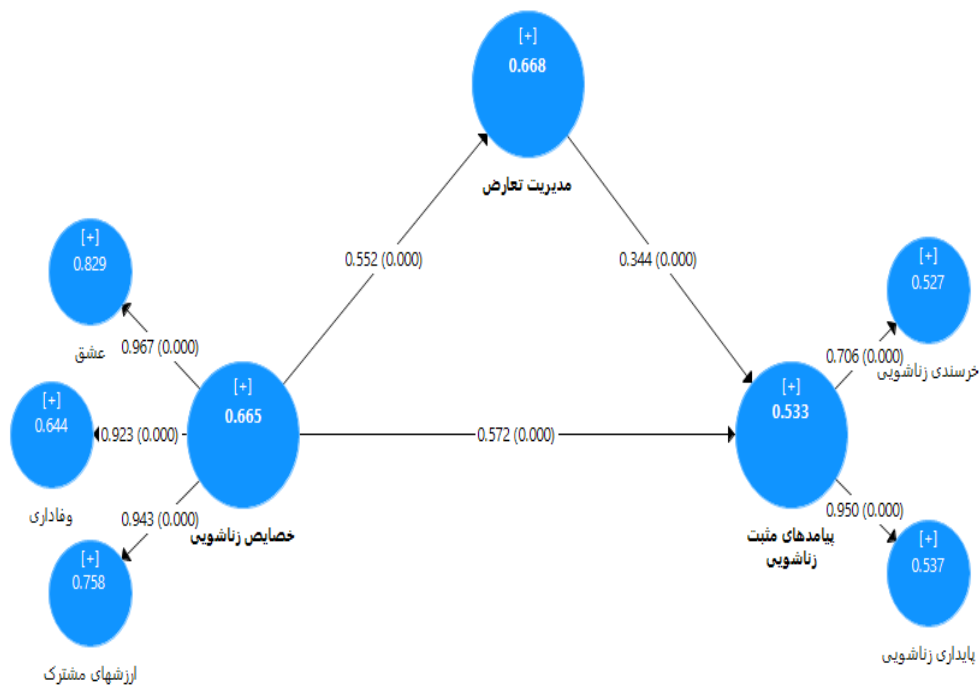 [+]
0.668
مدیریت تعارض
0.552 (0.000)
0.344 (0.000)
[+]
0.829
عشق
0.967 (0.000)
[+]
0.644
وفاداری
0.923 (0.000)
[+]
0.758
ارزشهای مشترک
0.943 (0.000)
[+]
0.665
خصایص زناشویی
0.572 (0.000)
[+]
0.533
پیامدهای مثبت
زناشویی
0.706 (0.000)
[+]
0.527
خرسندی زناشویی
0.950 (0.000)
[+]
0.537
پایداری زناشویی